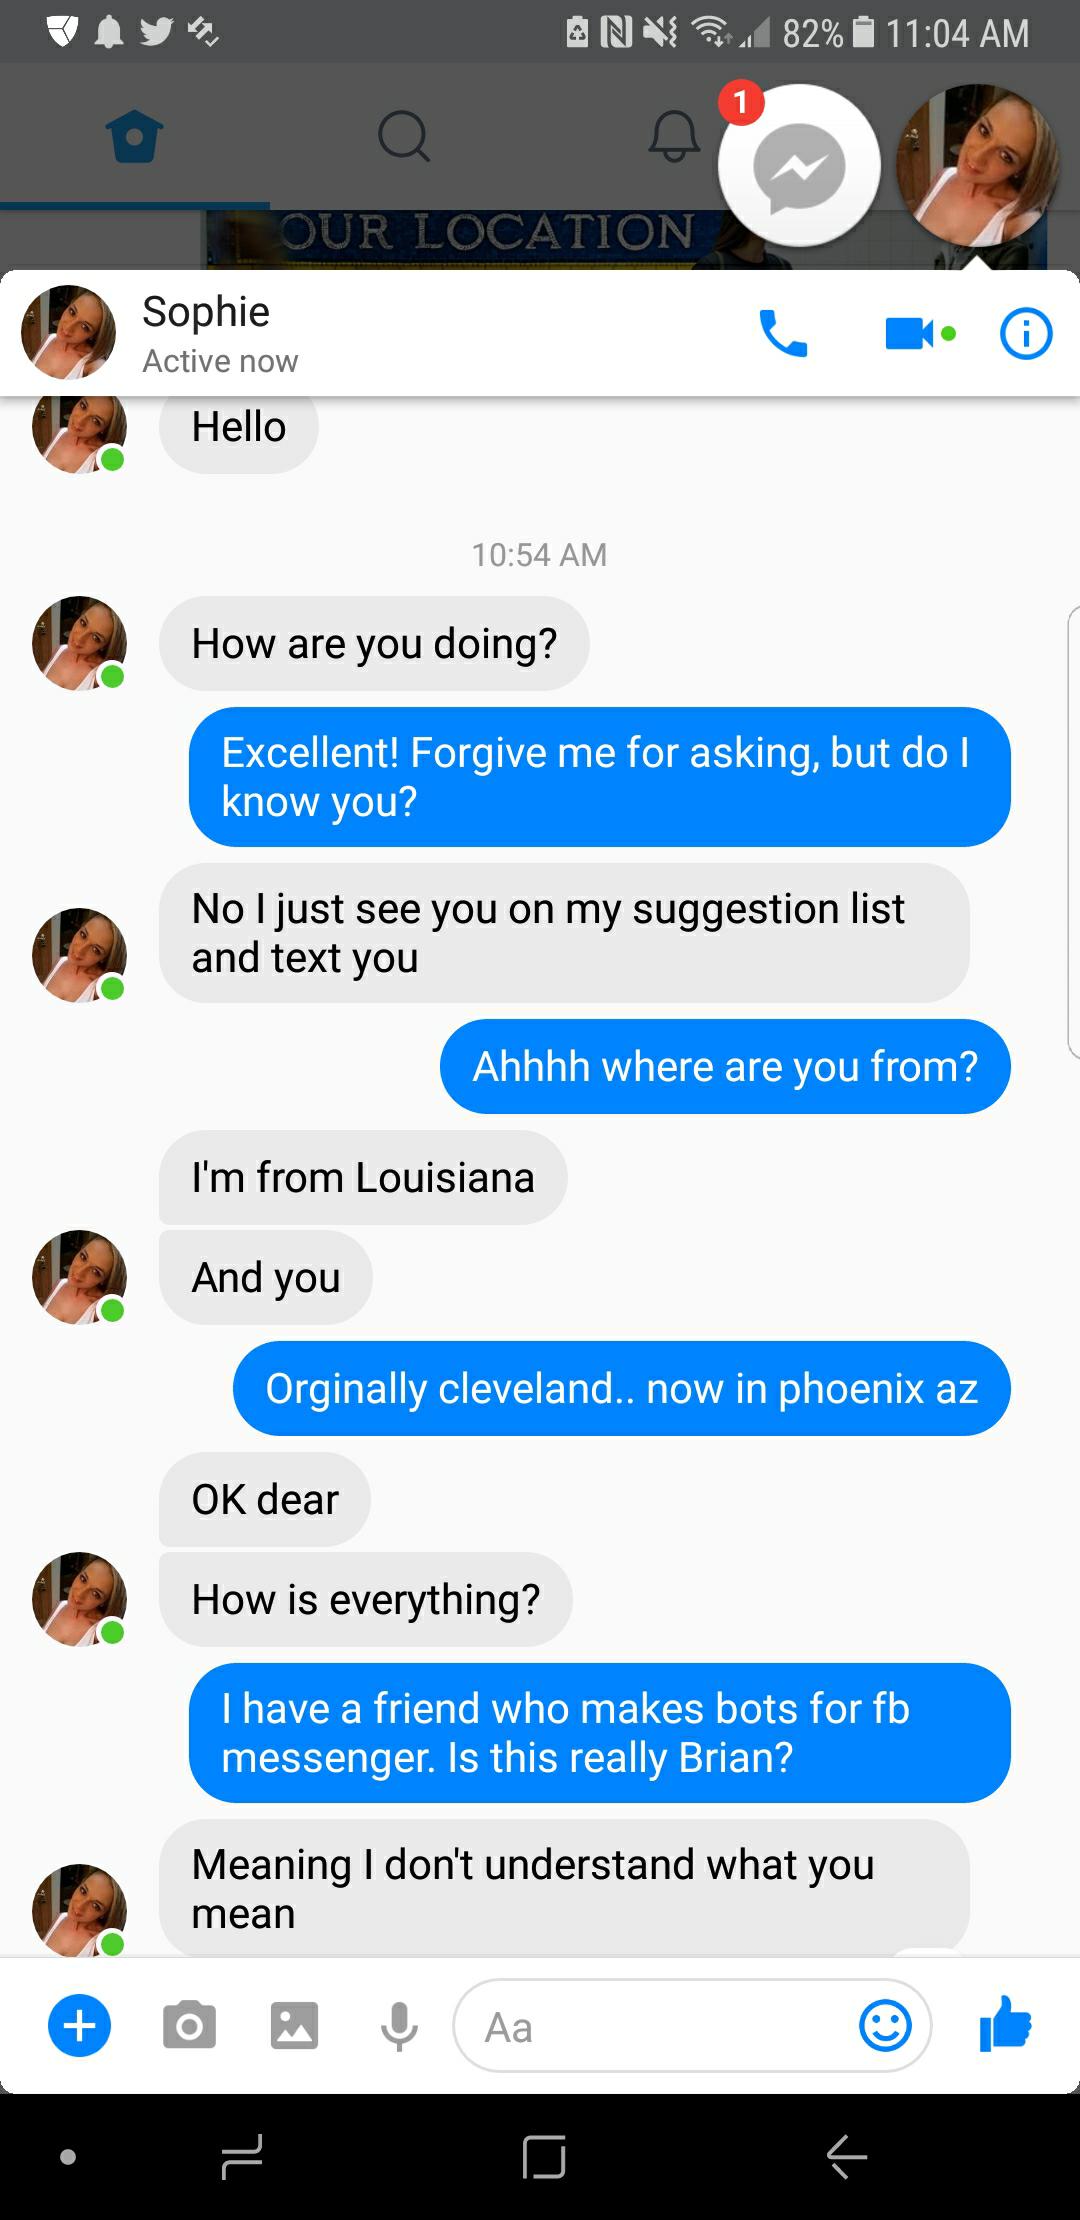 82% 11:04 AM
1
OUR LOCATION
Sophie
Active now
Hello
10:54 AM
How are you doing?
Excellent! Forgive me for asking, but do I
know you?
No I just see you on my suggestion list
and text you
Ahhhh where are you from?
I'm from Louisiana
And you
Orginally cleveland.. now in phoenix az
OK dear
How is everything?
I have a friend who makes bots for fb
messenger. Is this really Brian?
Meaning I don't understand what you
mean
Aa